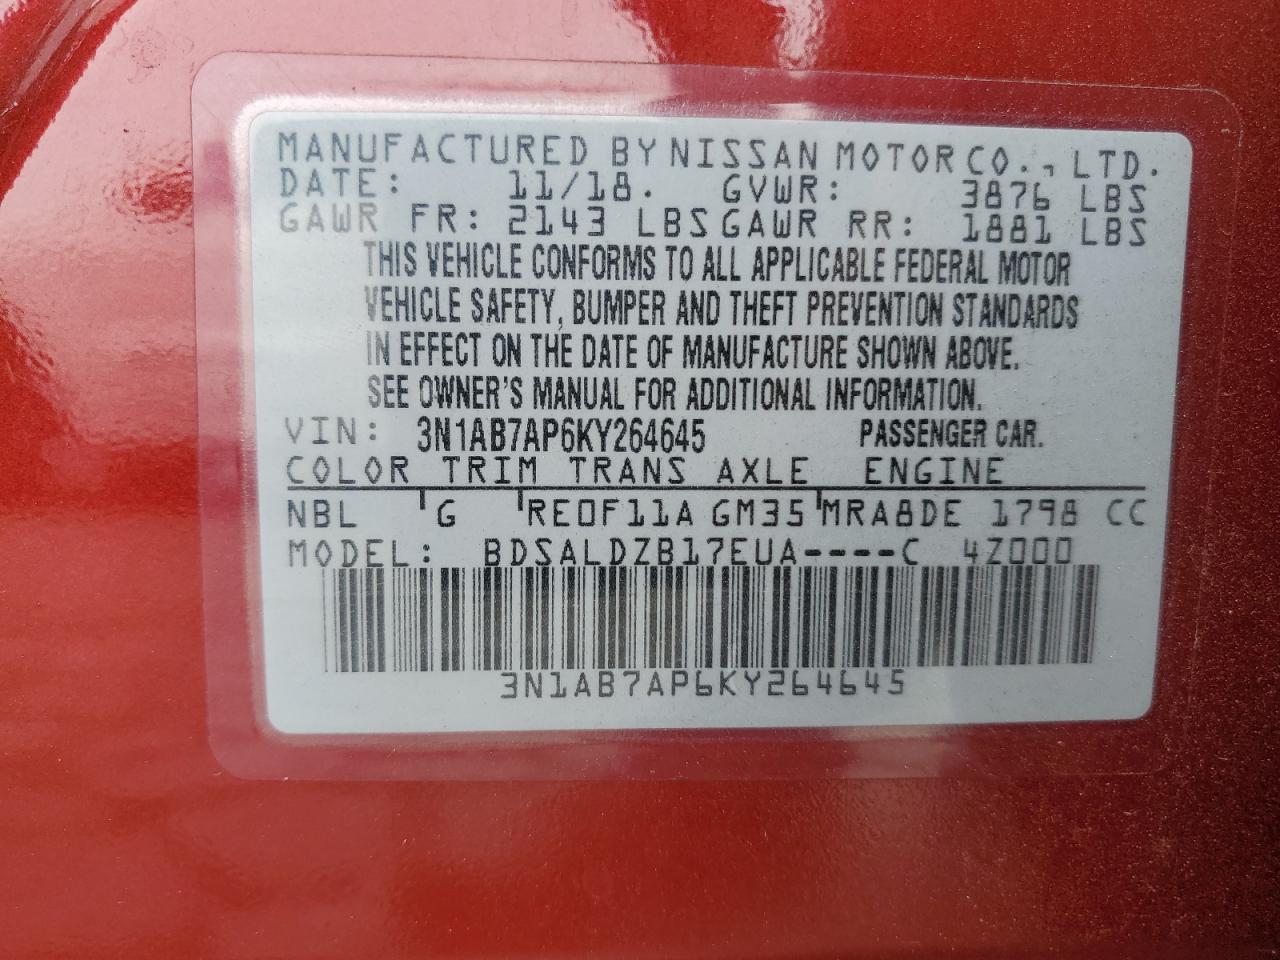 MANUFACTURED BY NISSAN MOTOR CO., LTD.
DATE: 11/18. GVWR: 3876 LBS
GAWR FR: 2143 LBS GAWR RR: 1881 LBS
THIS VEHICLE CONFORMS TO ALL APPLICABLE FEDERAL MOTOR
VEHICLE SAFETY, BUMPER AND THEFT PREVENTION STANDARDS
IN EFFECT ON THE DATE OF MANUFACTURE SHOWN ABOVE.
SEE OWNER'S MANUAL FOR ADDITIONAL INFORMATION.
VIN: 3N1AB7AP6KY264645 PASSENGER CAR.
COLOR TRIM TRANS AXLE ENGINE
NBL G RE0F11A GM35 MRA8DE 1798 CC
MODEL: BDSALDZB17EUA----C 4Z000
3N1AB7AP6KY264645